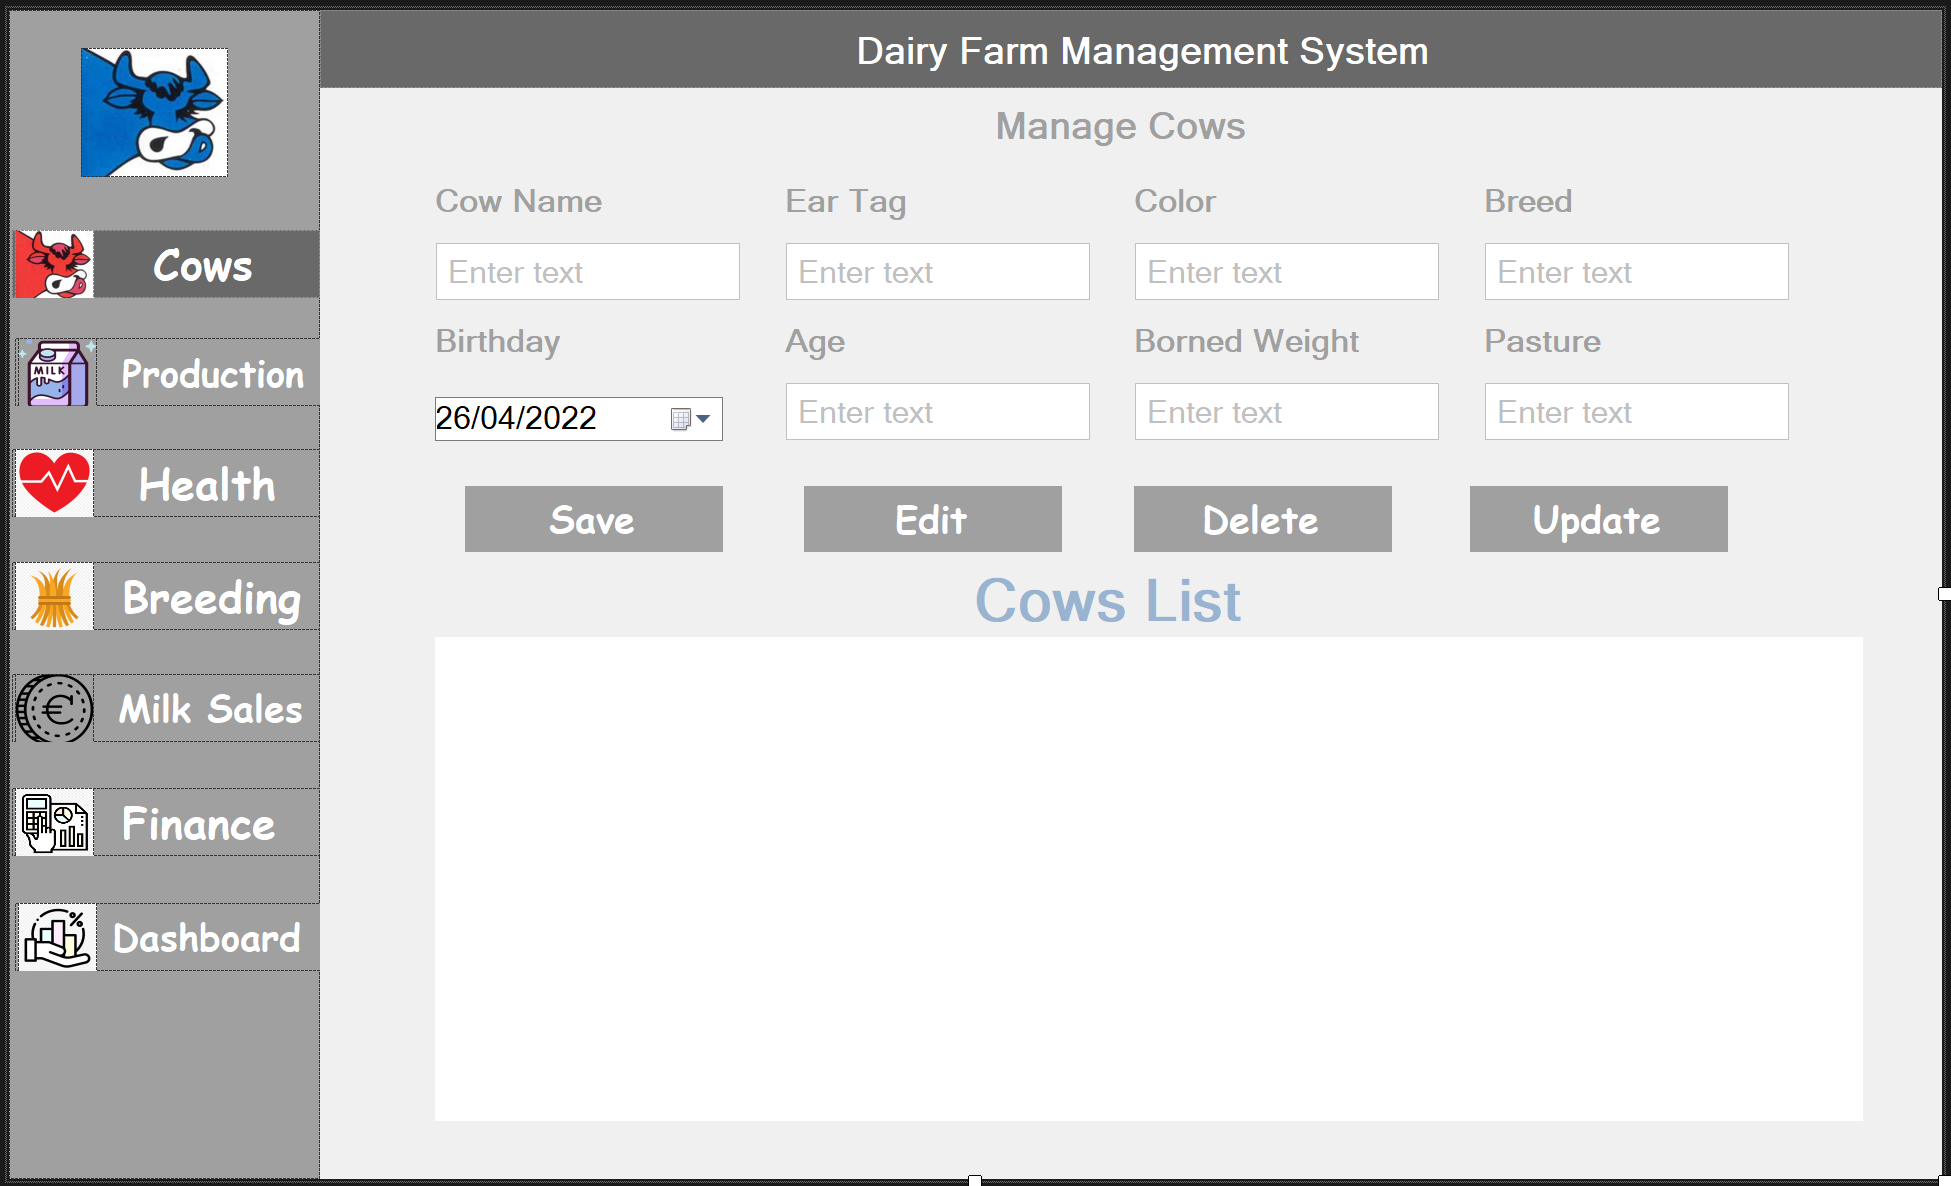 Dairy Farm Management System
Manage Cows
Cow Name Ear Tag Color Breed
Enter text Enter text Enter text Enter text
Birthday Age Borned Weight Pasture
26/04/2022 Enter text Enter text Enter text
Save Edit Delete Update
Cows List
Cows
MILK
Production
Health
Breeding
€
Milk Sales
Finance
%
Dashboard